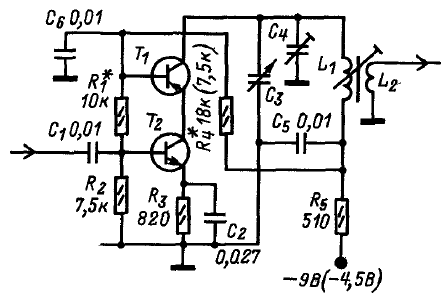 C6 0,01
T1
C4
L1
R1*
10к
R4* 18к (7,5к)
C3
L2
C1 0,01
T2
C5 0,01
R2
7,5к
R3
820
C2
0,027
R5
510
−9В(−4,5В)